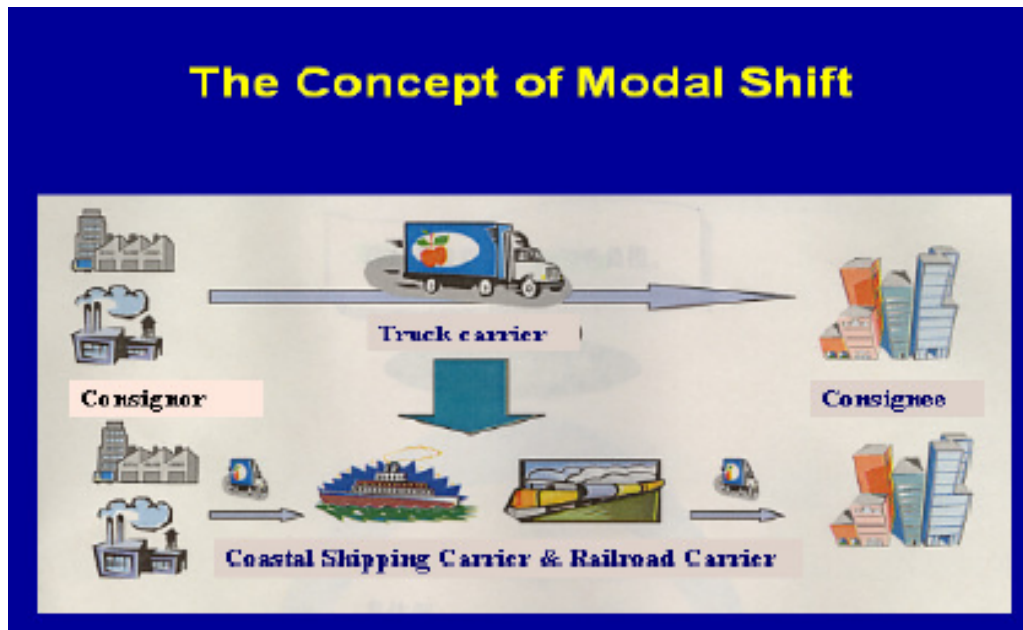 The Concept of Modal Shift
Truck carrier
Consignor
Consignee
Coastal Shipping Carrier & Railroad Carrier